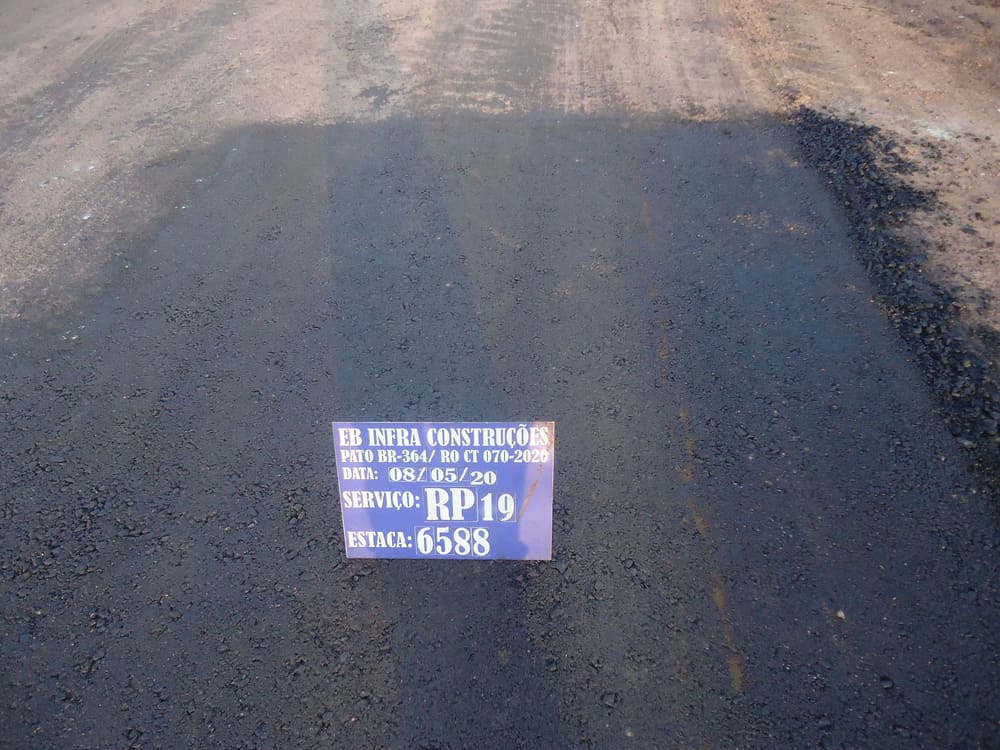 EB INFRA CONSTRUÇÕES
PATO BR-364/ RO CT 070-2020
DATA: 08/05/20
SERVIÇO: RP 19
ESTACA: 6588